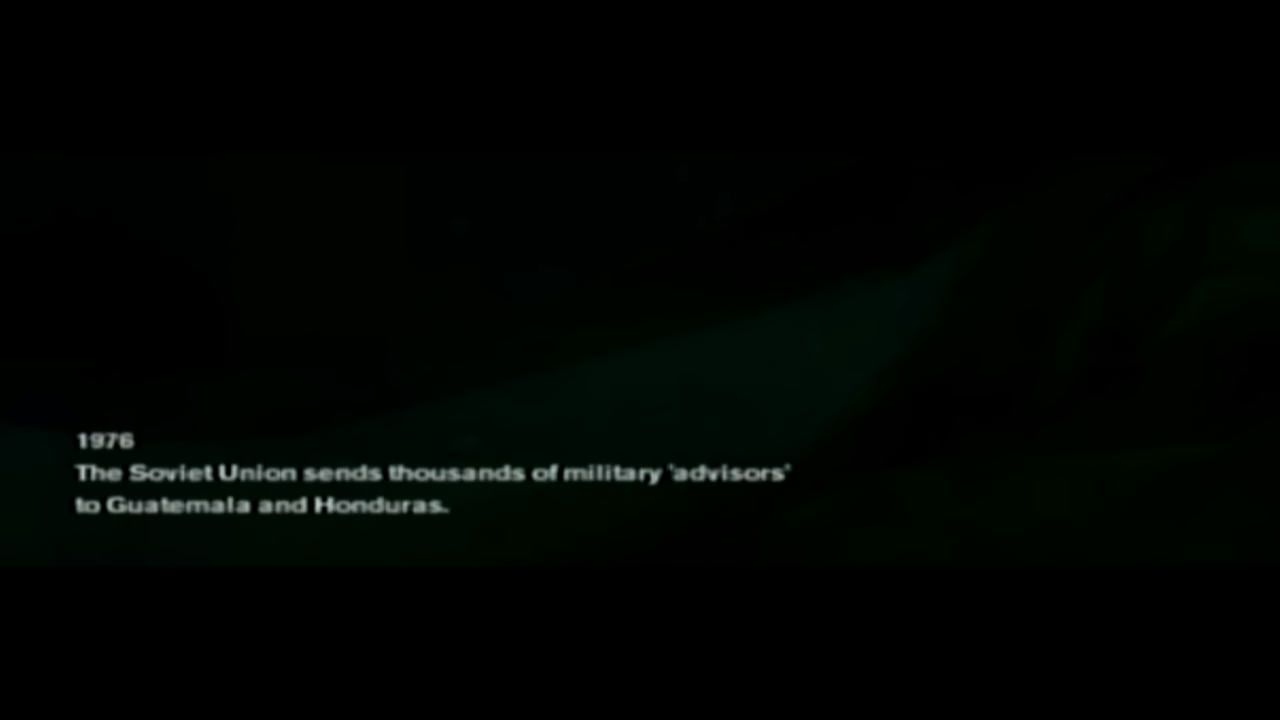 1976
The Soviet Union sends thousands of military 'advisors'
to Guatemala and Honduras.